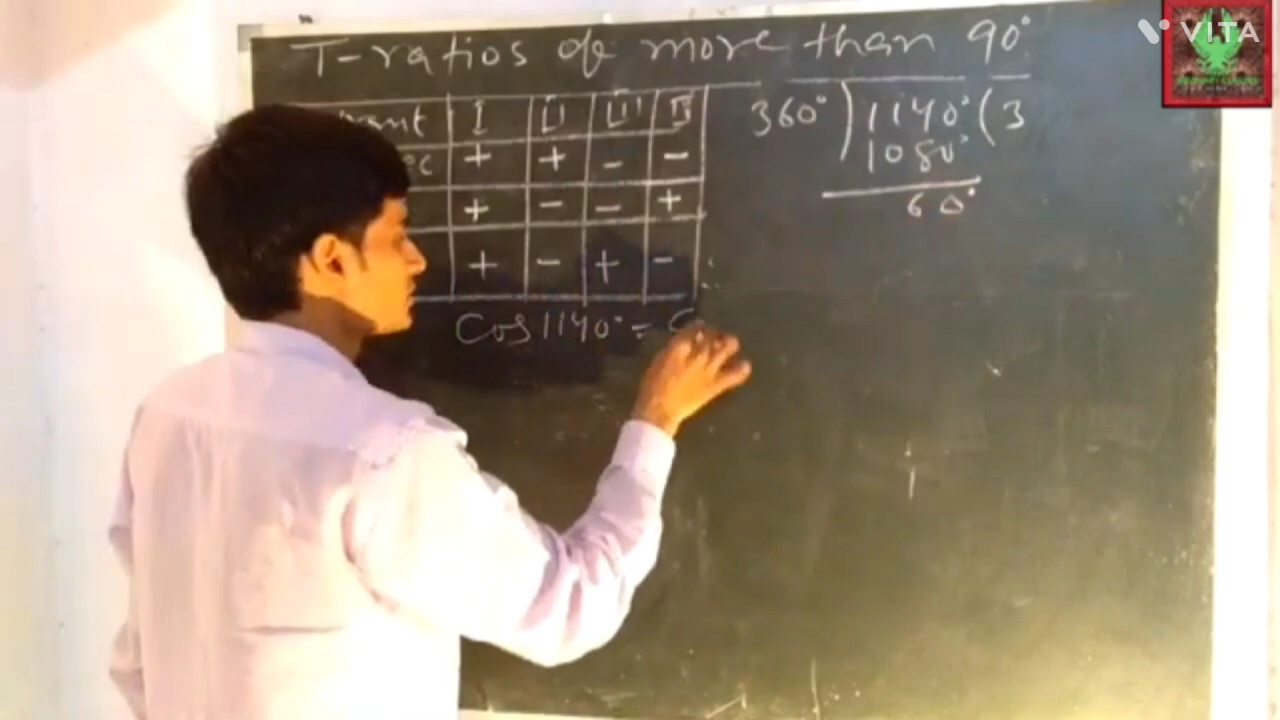 T-ratios of more than 90°
I II III IV
+ + - -
+ - - +
+ - + -
360° ) 1140° ( 3
1080°
60°
Cos 1140° =
VITA